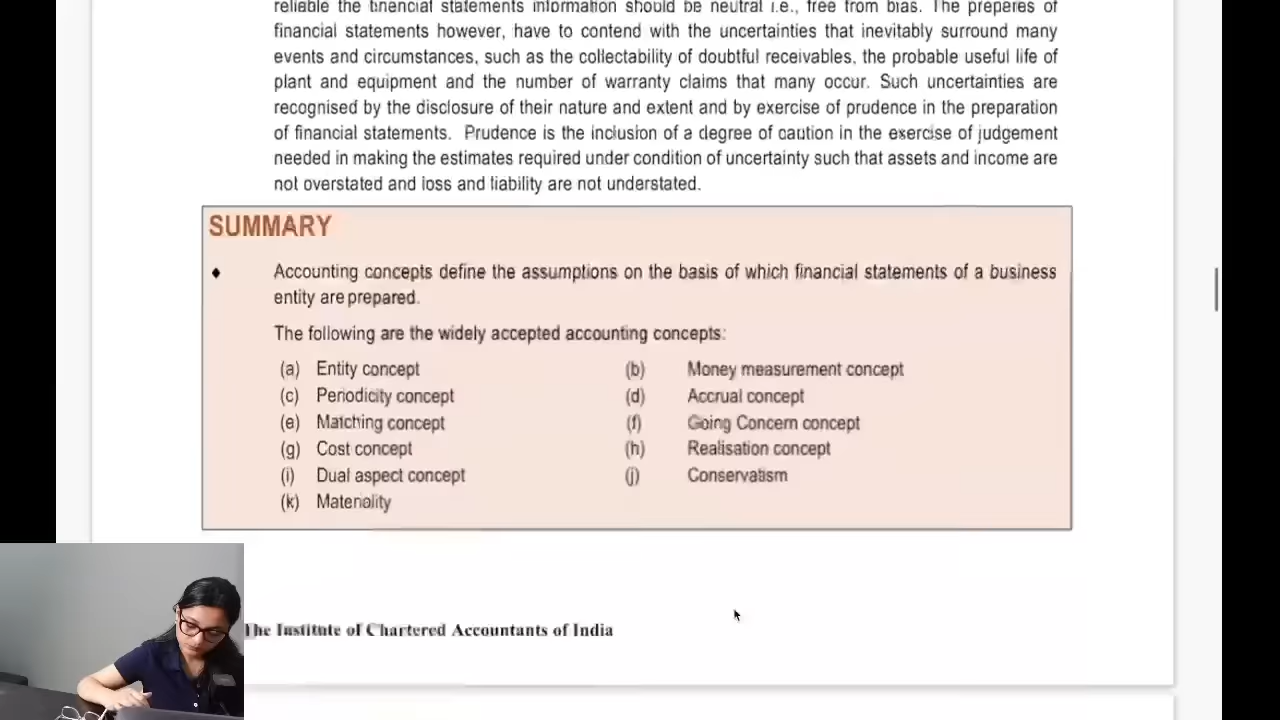 reliable the financial statements information should be neutral i.e., free from bias. The preperes of
financial statements however, have to contend with the uncertainties that inevitably surround many
events and circumstances, such as the collectability of doubtful receivables, the probable useful life of
plant and equipment and the number of warranty claims that many occur. Such uncertainties are
recognised by the disclosure of their nature and extent and by exercise of prudence in the preparation
of financial statements. Prudence is the inclusion of a degree of caution in the exercise of judgement
needed in making the estimates required under condition of uncertainty such that assets and income are
not overstated and loss and liability are not understated.
SUMMARY
♦ Accounting concepts define the assumptions on the basis of which financial statements of a business
entity are prepared.
The following are the widely accepted accounting concepts:
(a) Entity concept (b) Money measurement concept
(c) Periodicity concept (d) Accrual concept
(e) Matching concept (f) Going Concern concept
(g) Cost concept (h) Realisation concept
(i) Dual aspect concept (j) Conservatism
(k) Materiality
The Institute of Chartered Accountants of India